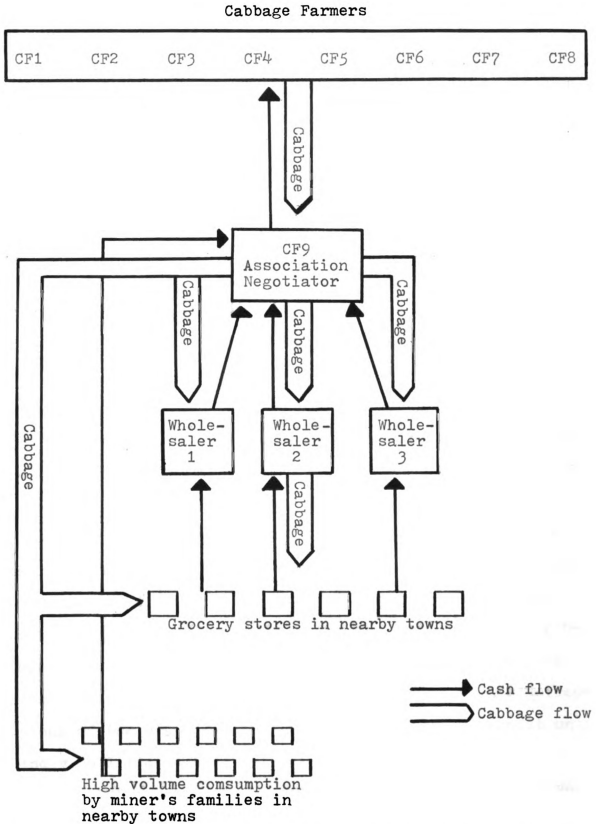 Cabbage Farmers
CF1 CF2 CF3 CF4 CF5 CF6 CF7 CF8
Cabbage
CF9
Association
Negotiator
Cabbage
Cabbage
Cabbage
Cabbage
Whole-
saler
1
Whole-
saler
2
Whole-
saler
3
Cabbage
Grocery stores in nearby towns
Cash flow
Cabbage flow
High volume comsumption
by miner's families in
nearby towns